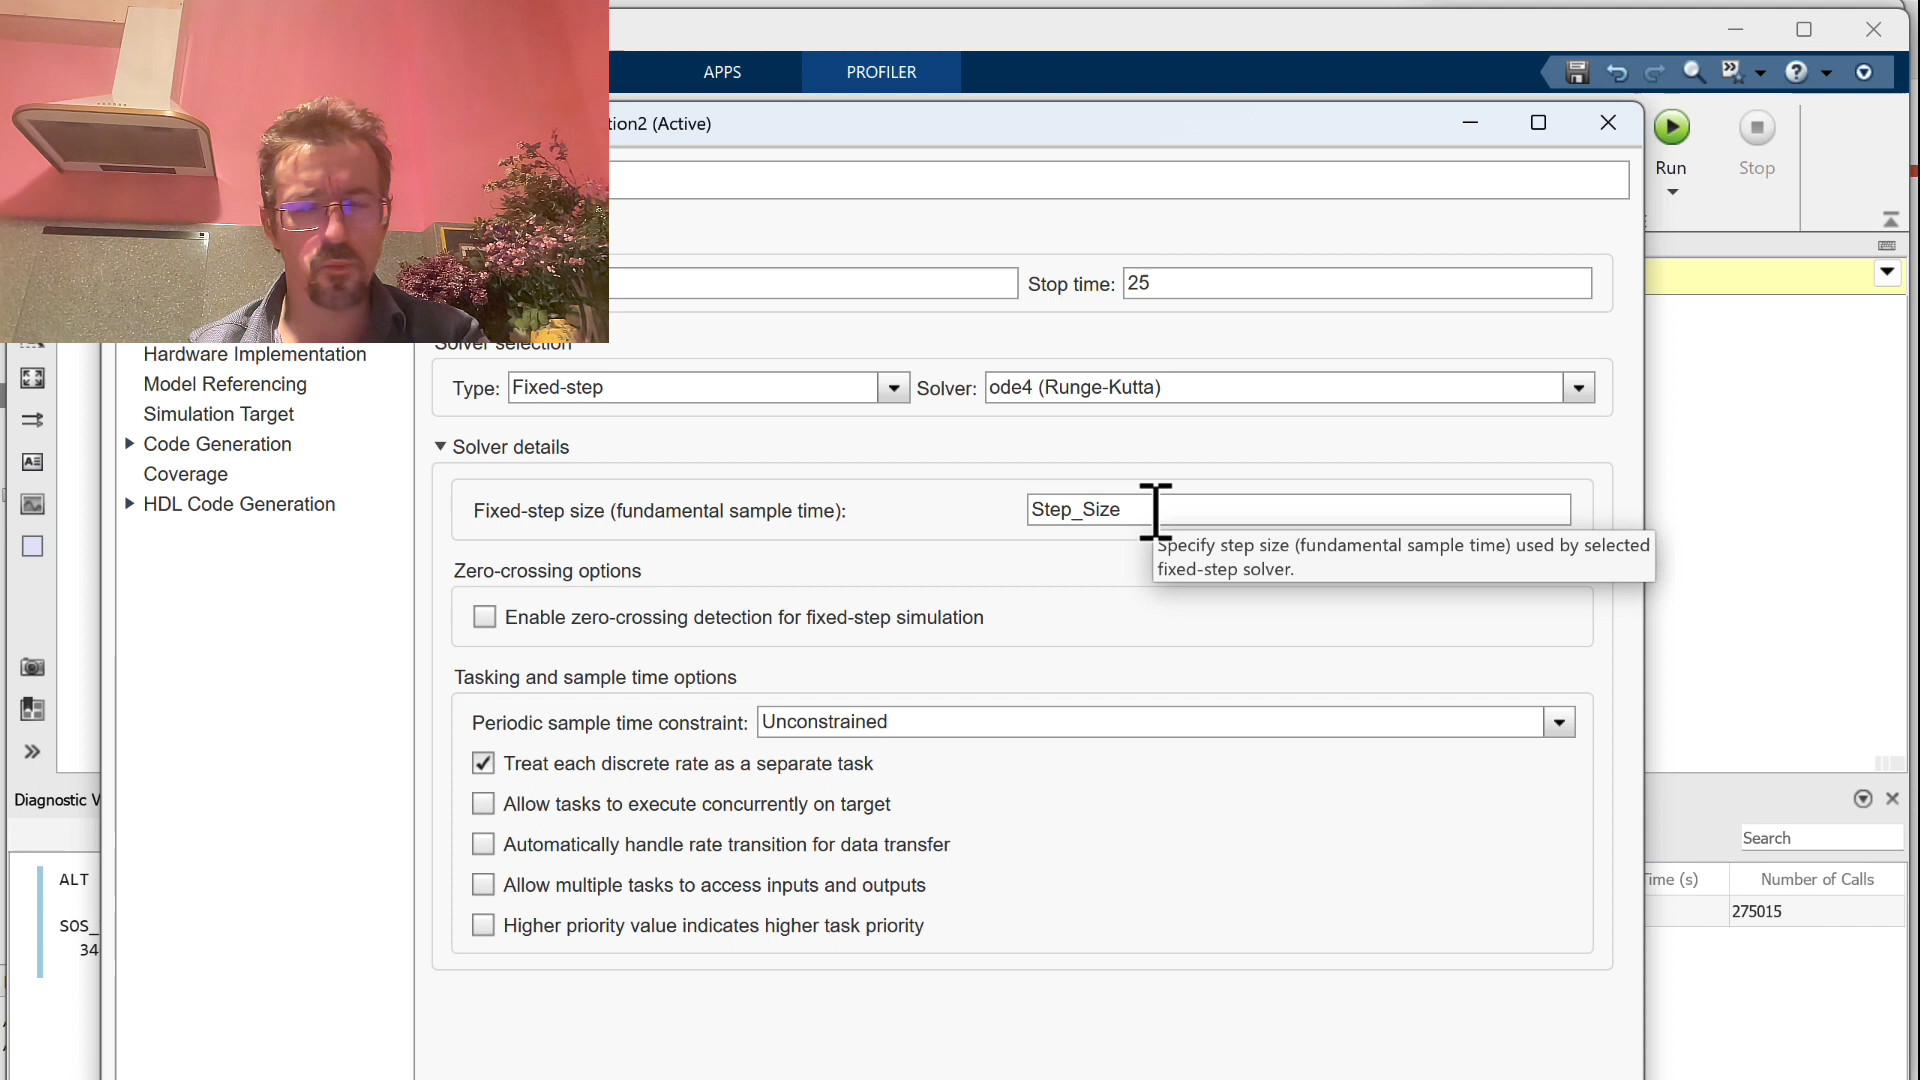 APPS
PROFILER
tion2 (Active)
Run
Stop
Stop time: 25
Solver selection
Type: Fixed-step
Solver: ode4 (Runge-Kutta)
Hardware Implementation
Model Referencing
Simulation Target
Code Generation
Coverage
HDL Code Generation
Solver details
Fixed-step size (fundamental sample time): Step_Size
Specify step size (fundamental sample time) used by selected
fixed-step solver.
Zero-crossing options
Enable zero-crossing detection for fixed-step simulation
Tasking and sample time options
Periodic sample time constraint: Unconstrained
Treat each discrete rate as a separate task
Allow tasks to execute concurrently on target
Automatically handle rate transition for data transfer
Allow multiple tasks to access inputs and outputs
Higher priority value indicates higher task priority
Diagnostic V
ALT
SOS_
34
Search
Time (s)
Number of Calls
275015